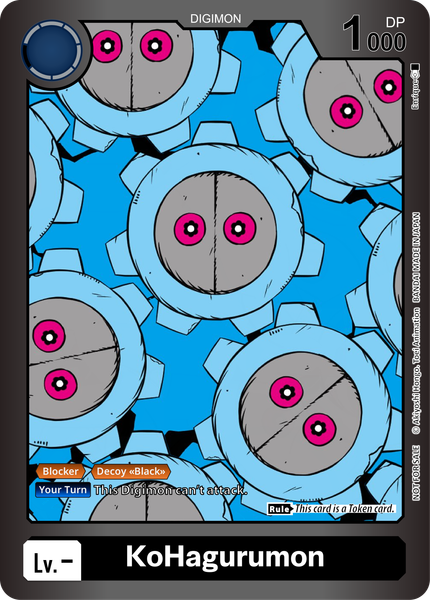 DIGIMON
DP
1000
Blocker Decoy «Black»
Your Turn This Digimon can't attack.
Rule This card is a Token card.
Lv.-
KoHagurumon
Enrique
NOT FOR SALE © Akiyoshi Hongo, Toei Animation BANDAI MADE IN JAPAN